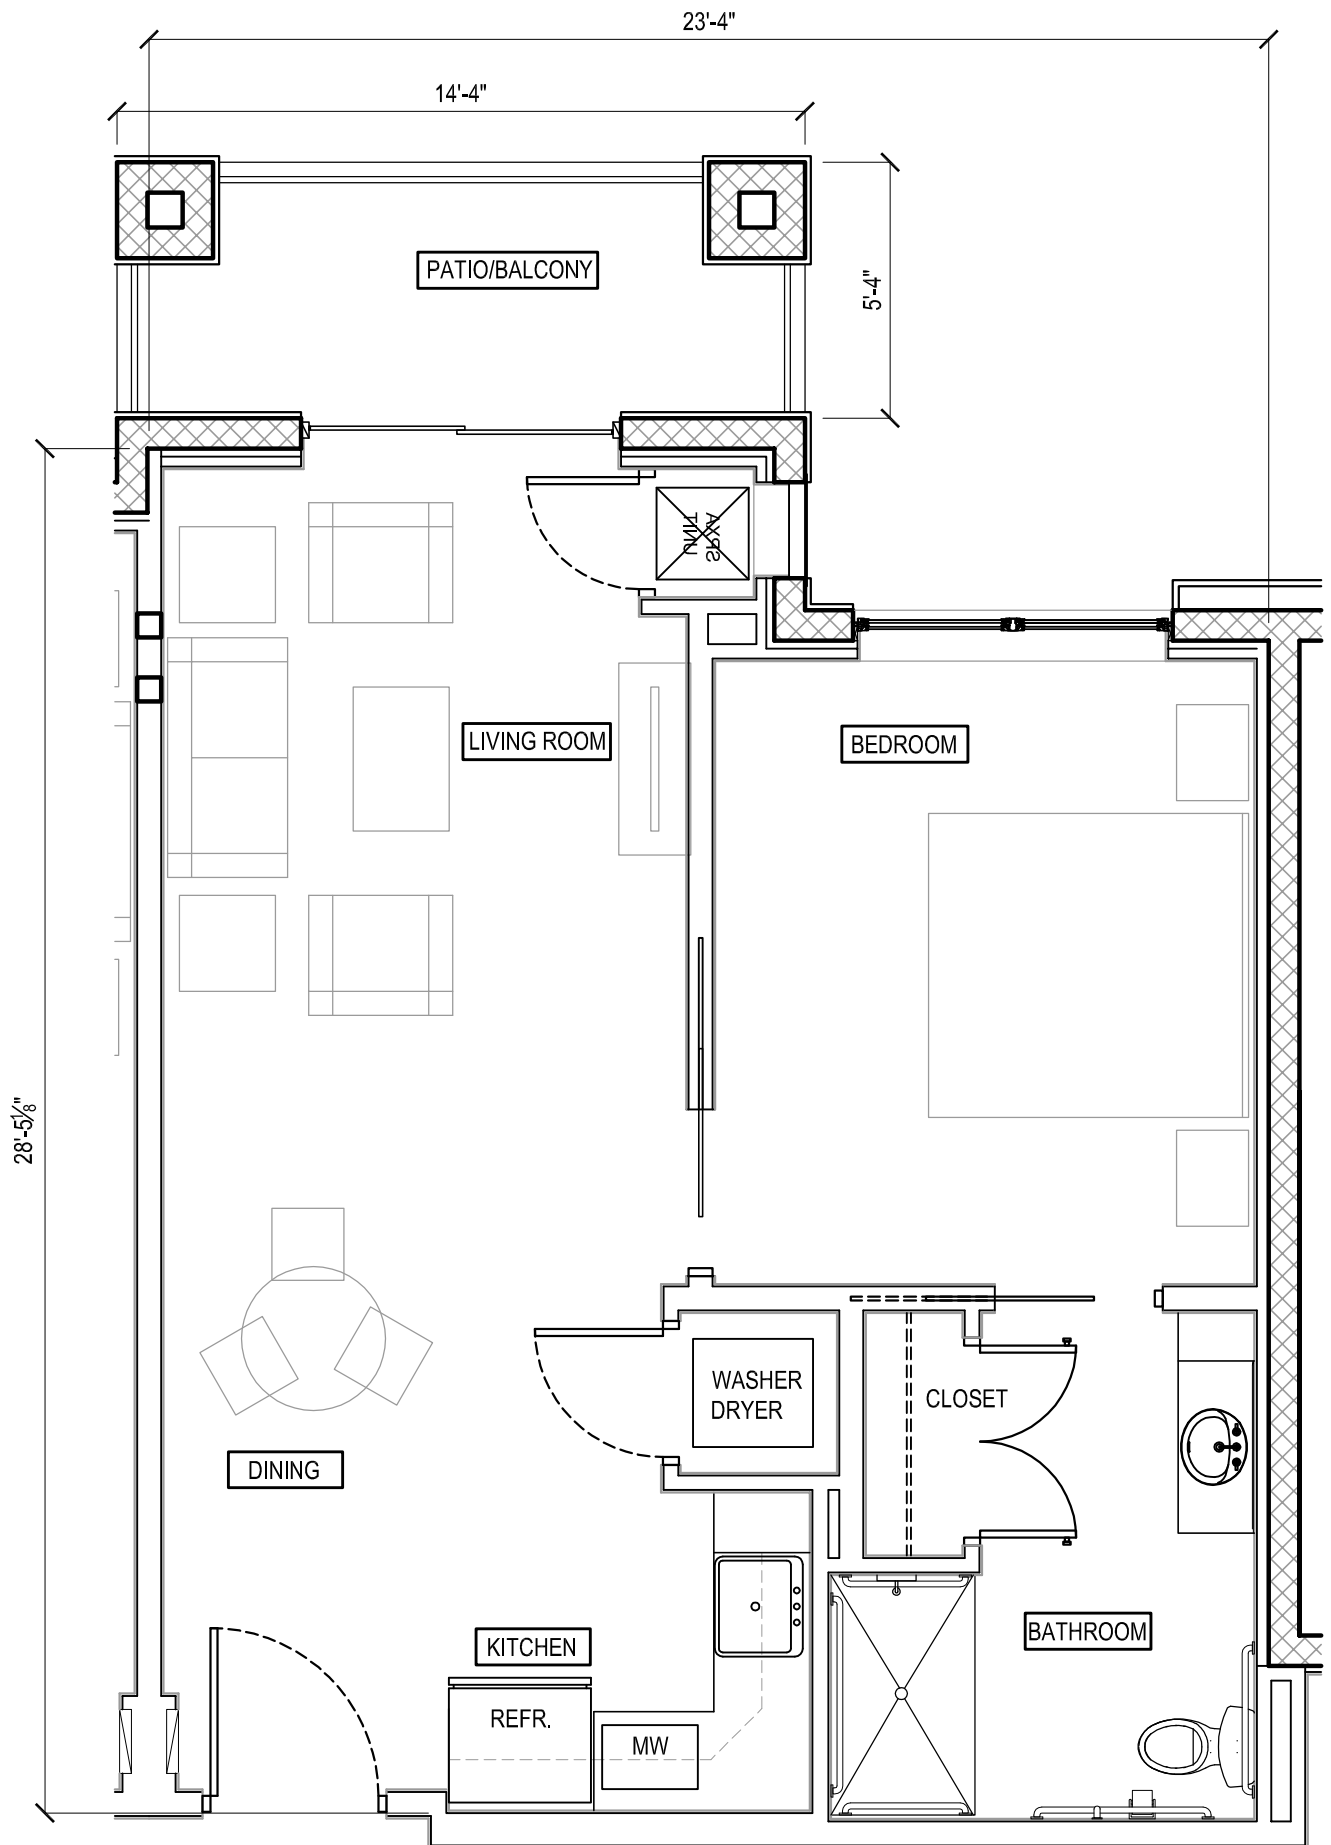 23'-4"
14'-4"
5'-4"
PATIO/BALCONY
SPXA
UNIT
LIVING ROOM
BEDROOM
28'-5⅛"
WASHER
DRYER
CLOSET
DINING
KITCHEN
BATHROOM
REFR.
MW